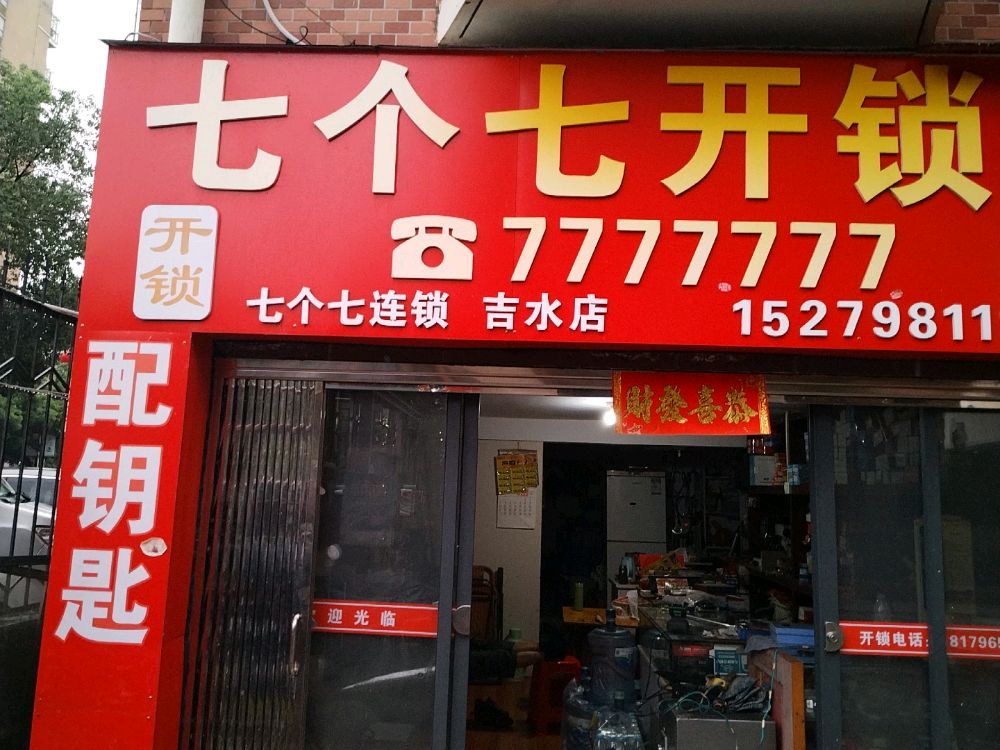 七个七开锁
☎7777777
开锁
七个七连锁 吉水店
15279811
配钥匙
財發喜恭
迎光临
开锁电话: 817965